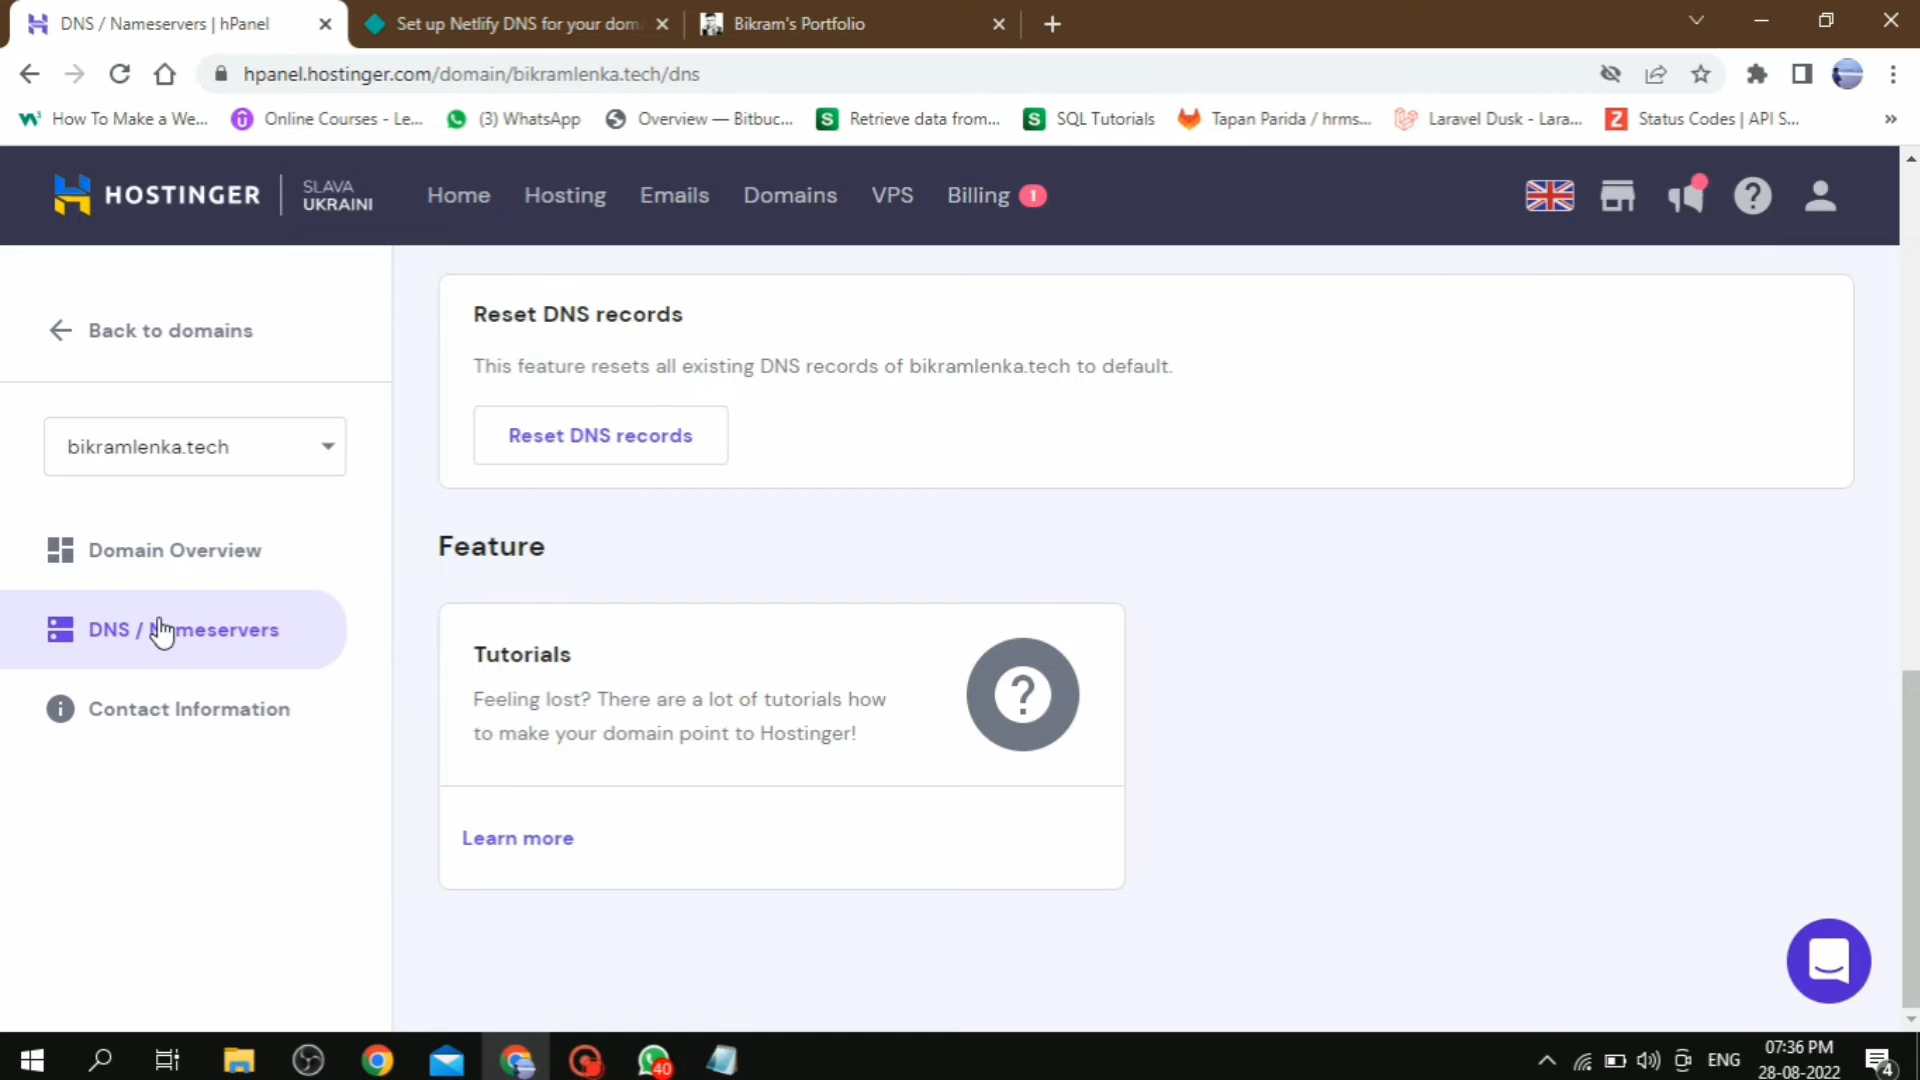 DNS / Nameservers | hPanel
Set up Netlify DNS for your dom
Bikram's Portfolio
hpanel.hostinger.com/domain/bikramlenka.tech/dns
How To Make a We...
Online Courses - Le...
(3) WhatsApp
Overview — Bitbuc...
Retrieve data from...
SQL Tutorials
Tapan Parida / hrms...
Laravel Dusk - Lara...
Status Codes | API S...
HOSTINGER
SLAVA
UKRAINI
Home
Hosting
Emails
Domains
VPS
Billing 1
Back to domains
bikramlenka.tech
Domain Overview
DNS / Nameservers
Contact Information
Reset DNS records
This feature resets all existing DNS records of bikramlenka.tech to default.
Reset DNS records
Feature
Tutorials
Feeling lost? There are a lot of tutorials how
to make your domain point to Hostinger!
Learn more
40
ENG
07:36 PM
28-08-2022
4